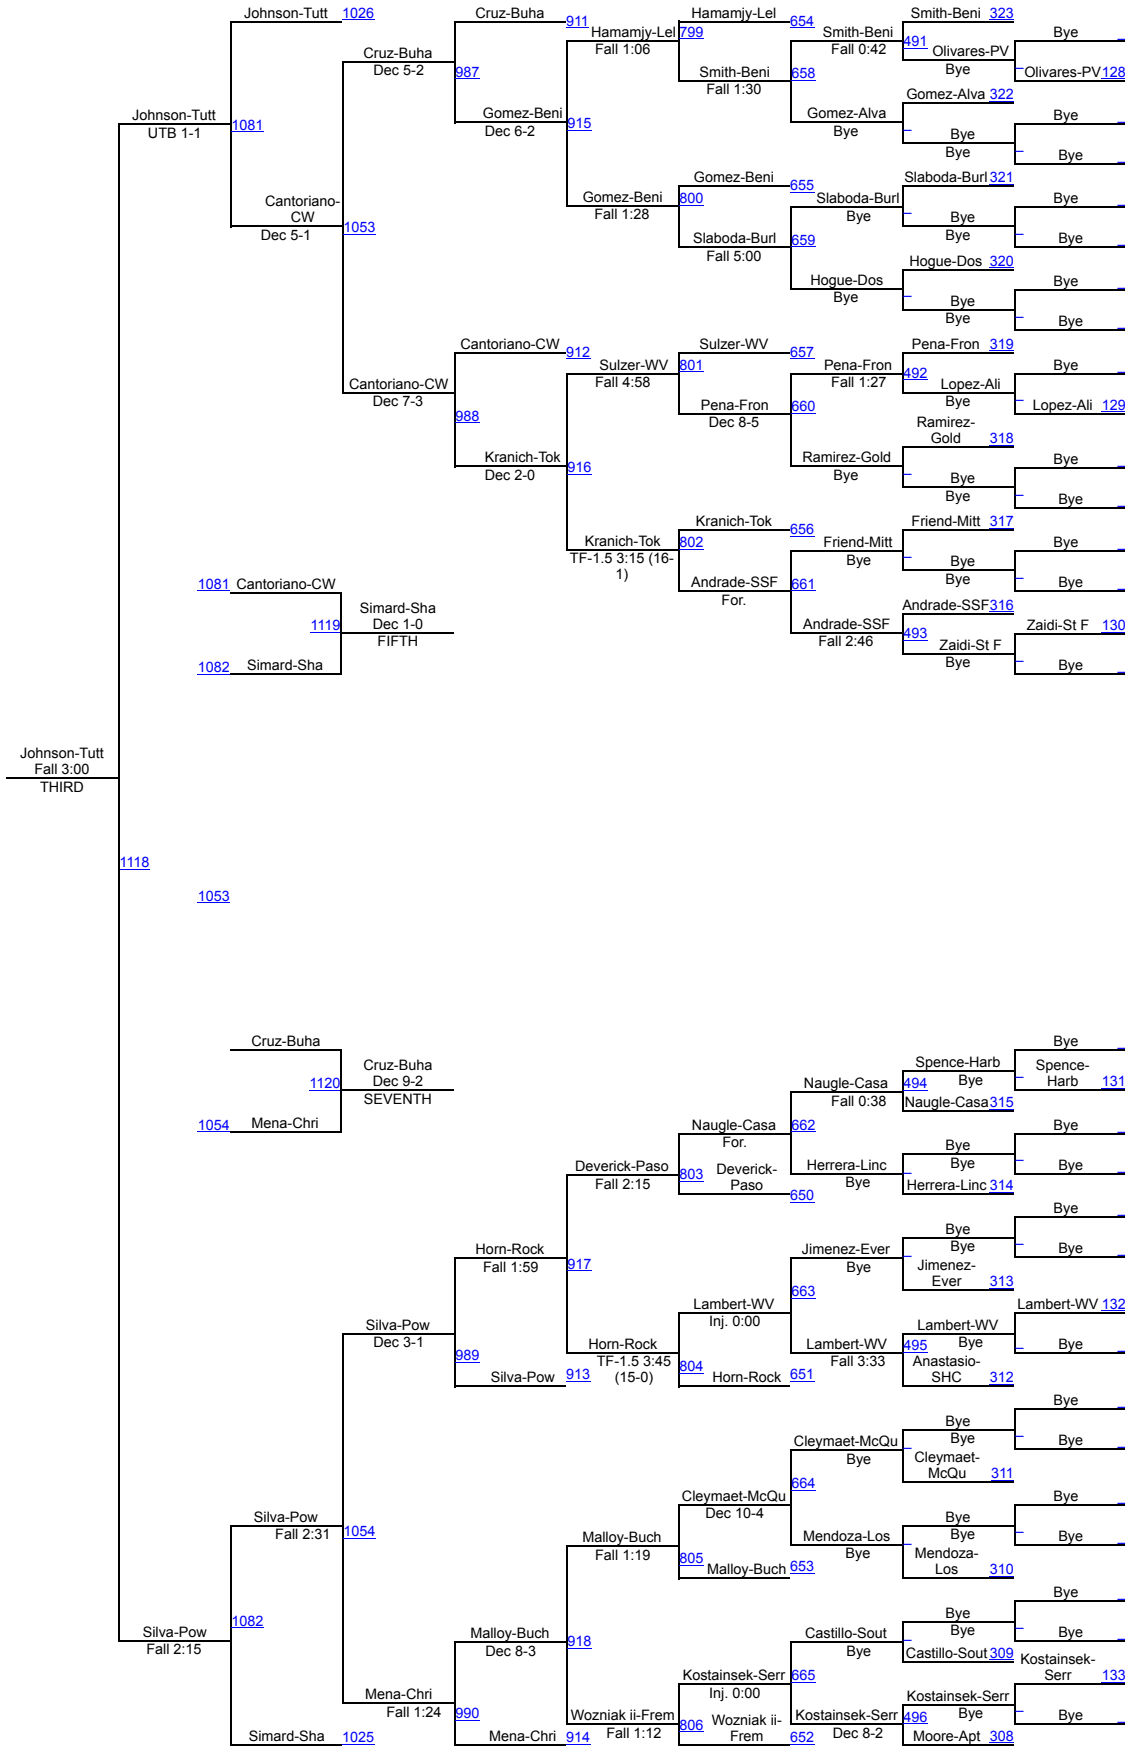 Johnson-Tutt 1026
Cruz-Buha 911
Hamamjy-Lel 654
Smith-Beni 323
Bye
Hamamjy-Lel 799
Fall 1:06
Smith-Beni
Fall 0:42
491
Olivares-PV
Bye
Olivares-PV 128
Cruz-Buha
Dec 5-2
987
Smith-Beni 658
Fall 1:30
Gomez-Alva 322
Johnson-Tutt
UTB 1-1
1081
Gomez-Beni
Dec 6-2
915
Gomez-Alva
Bye
Bye
Bye
Bye
Bye
Gomez-Beni 655
Slaboda-Burl 321
Cantoriano-
CW
Dec 5-1
1053
Gomez-Beni
Fall 1:28
800
Slaboda-Burl
Bye
Bye
Bye
Bye
Bye
Slaboda-Burl 659
Fall 5:00
Hogue-Dos 320
Hogue-Dos
Bye
Bye
Bye
Bye
Bye
Cantoriano-CW 912
Sulzer-WV 657
Pena-Fron 319
Sulzer-WV 801
Fall 4:58
Pena-Fron
Fall 1:27
492
Lopez-Ali
Bye
Bye
Lopez-Ali 129
Cantoriano-CW
Dec 7-3
988
Pena-Fron 660
Dec 8-5
Ramirez-
Gold 318
Kranich-Tok
Dec 2-0
916
Ramirez-Gold
Bye
Bye
Bye
Bye
Bye
Kranich-Tok 656
Friend-Mitt 317
Kranich-Tok 802
TF-1.5 3:15 (16-
1)
Friend-Mitt
Bye
Bye
Bye
Bye
Bye
1081 Cantoriano-CW
Andrade-SSF 661
For.
Andrade-SSF 316
Simard-Sha
Dec 1-0
FIFTH
1119
Andrade-SSF
Fall 2:46
493
Zaidi-St F
Bye
Zaidi-St F 130
Bye
1082 Simard-Sha
Johnson-Tutt
Fall 3:00
THIRD
1118
1053
Cruz-Buha
Cruz-Buha
Dec 9-2
SEVENTH
1120
1054 Mena-Chri
Bye
Spence-Harb
Bye
Spence-
Harb 131
Naugle-Casa
Fall 0:38
494
Naugle-Casa 315
Naugle-Casa
For.
662
Bye
Bye
Bye
Bye
Deverick-Paso
Fall 2:15
803
Deverick-
Paso
650
Herrera-Linc
Bye
Herrera-Linc 314
Bye
Bye
Bye
Bye
Horn-Rock
Fall 1:59
917
Jimenez-Ever
Bye
Jimenez-
Ever 313
663
Lambert-WV
Inj. 0:00
Lambert-WV 132
Silva-Pow
Dec 3-1
989
Horn-Rock
TF-1.5 3:45
(15-0)
804
Lambert-WV
Fall 3:33
495
Lambert-WV
Bye
Bye
Anastasio-
SHC 312
Silva-Pow 913
Horn-Rock 651
Bye
Bye
Bye
Bye
Cleymaet-McQu
Bye
Cleymaet-
McQu 311
664
Cleymaet-McQu
Dec 10-4
Bye
Silva-Pow
Fall 2:31
1054
Malloy-Buch
Fall 1:19
805
Malloy-Buch 653
Mendoza-Los
Bye
Bye
Bye
Bye
Mendoza-
Los 310
Bye
Bye
Bye
Bye
Silva-Pow
Fall 2:15
1082
Malloy-Buch
Dec 8-3
918
Castillo-Sout
Bye
Castillo-Sout 309
Kostainsek-
Serr 133
Kostainsek-Serr 665
Inj. 0:00
Mena-Chri
Fall 1:24
990
Wozniak ii-Frem
Fall 1:12
806
Wozniak ii-
Frem
652
Kostainsek-Serr
Dec 8-2
496
Kostainsek-Serr
Bye
Bye
Simard-Sha 1025
Mena-Chri 914
Moore-Apt 308